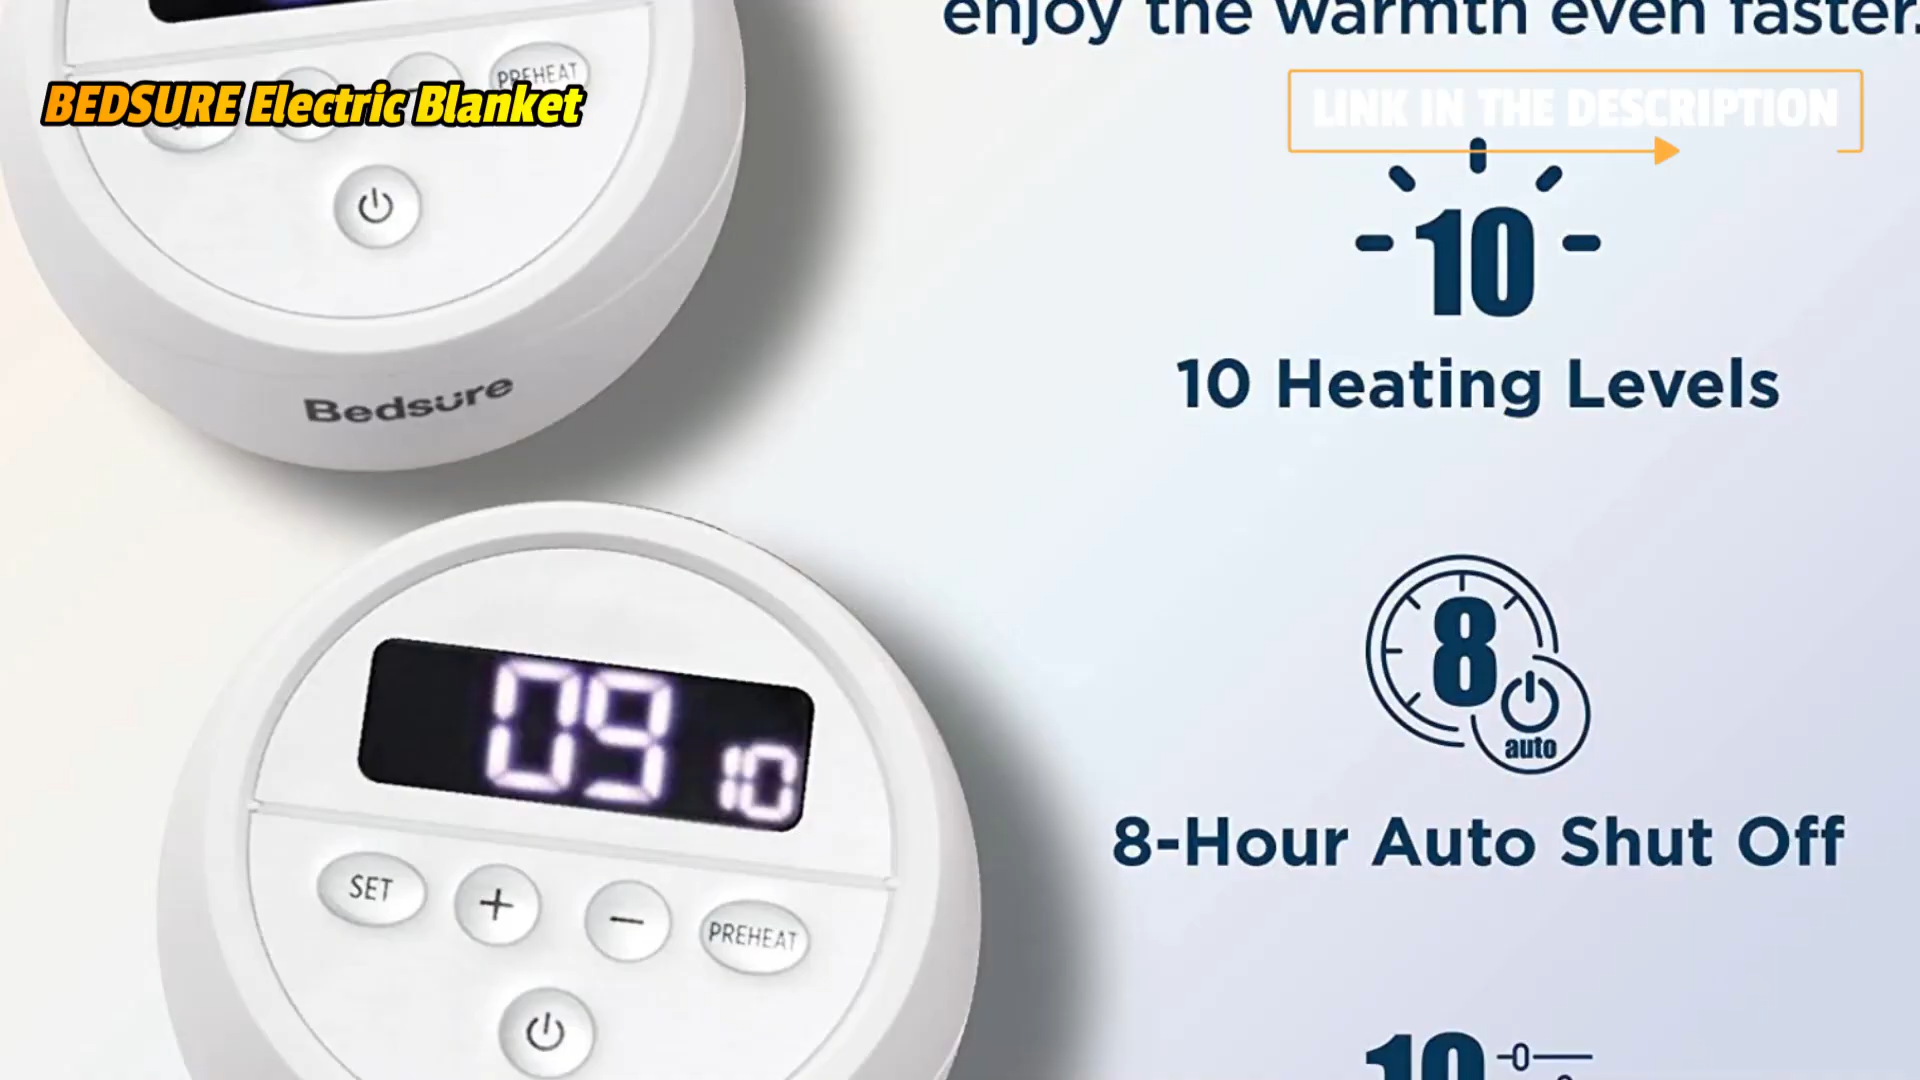 enjoy the warmth even faster.
PREHEAT
BEDSURE Electric Blanket
LINK IN THE DESCRIPTION
10
10 Heating Levels
Bedsure
8
auto
8-Hour Auto Shut Off
09 10
SET + − PREHEAT
10